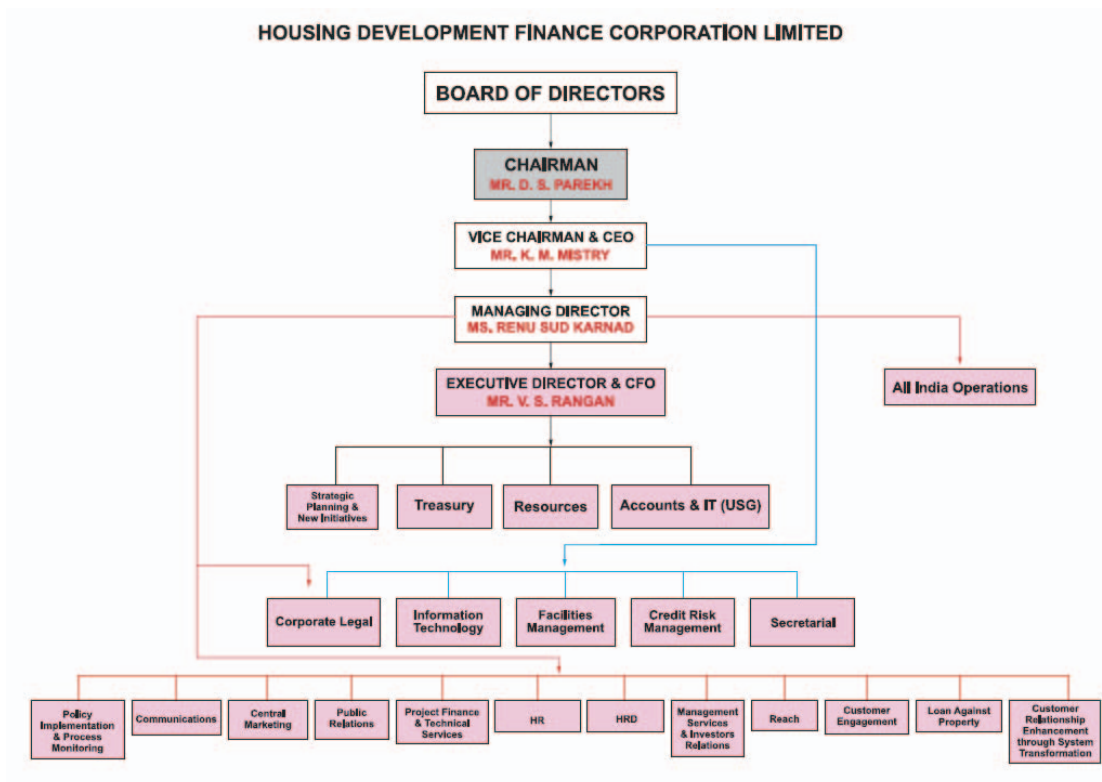 HOUSING DEVELOPMENT FINANCE CORPORATION LIMITED
BOARD OF DIRECTORS
CHAIRMAN
MR. D. S. PAREKH
VICE CHAIRMAN & CEO
MR. K. M. MISTRY
MANAGING DIRECTOR
MS. RENU SUD KARNAD
EXECUTIVE DIRECTOR & CFO
MR. V. S. RANGAN
All India Operations
Strategic
Planning &
New Initiatives
Treasury
Resources
Accounts & IT (USG)
Corporate Legal
Information
Technology
Facilities
Management
Credit Risk
Management
Secretarial
Policy
Implementation
& Process
Monitoring
Communications
Central
Marketing
Public
Relations
Project Finance
& Technical
Services
HR
HRD
Management
Services
& Investors
Relations
Reach
Customer
Engagement
Loan Against
Property
Customer
Relationship
Enhancement
through System
Transformation